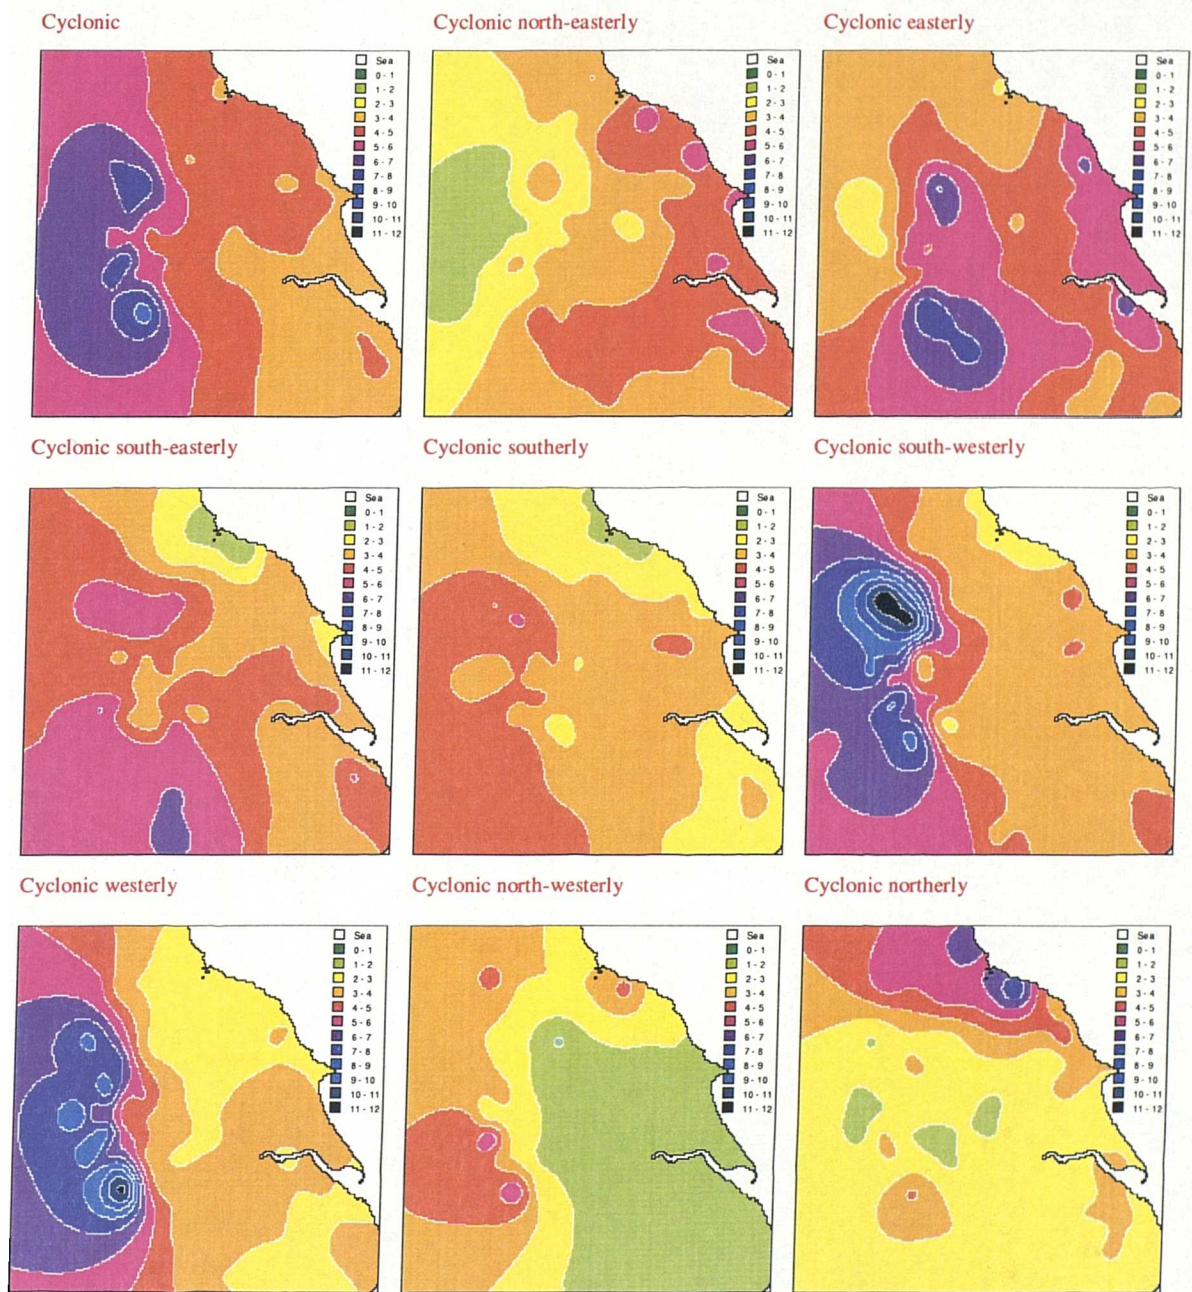 Cyclonic
Cyclonic north-easterly
Cyclonic easterly
Sea
0 - 1
1 - 2
2 - 3
3 - 4
4 - 5
5 - 6
6 - 7
7 - 8
8 - 9
9 - 10
10 - 11
11 - 12
Sea
0 - 1
1 - 2
2 - 3
3 - 4
4 - 5
5 - 6
6 - 7
7 - 8
8 - 9
9 - 10
10 - 11
11 - 12
Sea
0 - 1
1 - 2
2 - 3
3 - 4
4 - 5
5 - 6
6 - 7
7 - 8
8 - 9
9 - 10
10 - 11
11 - 12
Cyclonic south-easterly
Cyclonic southerly
Cyclonic south-westerly
Sea
0 - 1
1 - 2
2 - 3
3 - 4
4 - 5
5 - 6
6 - 7
7 - 8
8 - 9
9 - 10
10 - 11
11 - 12
Sea
0 - 1
1 - 2
2 - 3
3 - 4
4 - 5
5 - 6
6 - 7
7 - 8
8 - 9
9 - 10
10 - 11
11 - 12
Sea
0 - 1
1 - 2
2 - 3
3 - 4
4 - 5
5 - 6
6 - 7
7 - 8
8 - 9
9 - 10
10 - 11
11 - 12
Cyclonic westerly
Cyclonic north-westerly
Cyclonic northerly
Sea
0 - 1
1 - 2
2 - 3
3 - 4
4 - 5
5 - 6
6 - 7
7 - 8
8 - 9
9 - 10
10 - 11
11 - 12
Sea
0 - 1
1 - 2
2 - 3
3 - 4
4 - 5
5 - 6
6 - 7
7 - 8
8 - 9
9 - 10
10 - 11
11 - 12
Sea
0 - 1
1 - 2
2 - 3
3 - 4
4 - 5
5 - 6
6 - 7
7 - 8
8 - 9
9 - 10
10 - 11
11 - 12